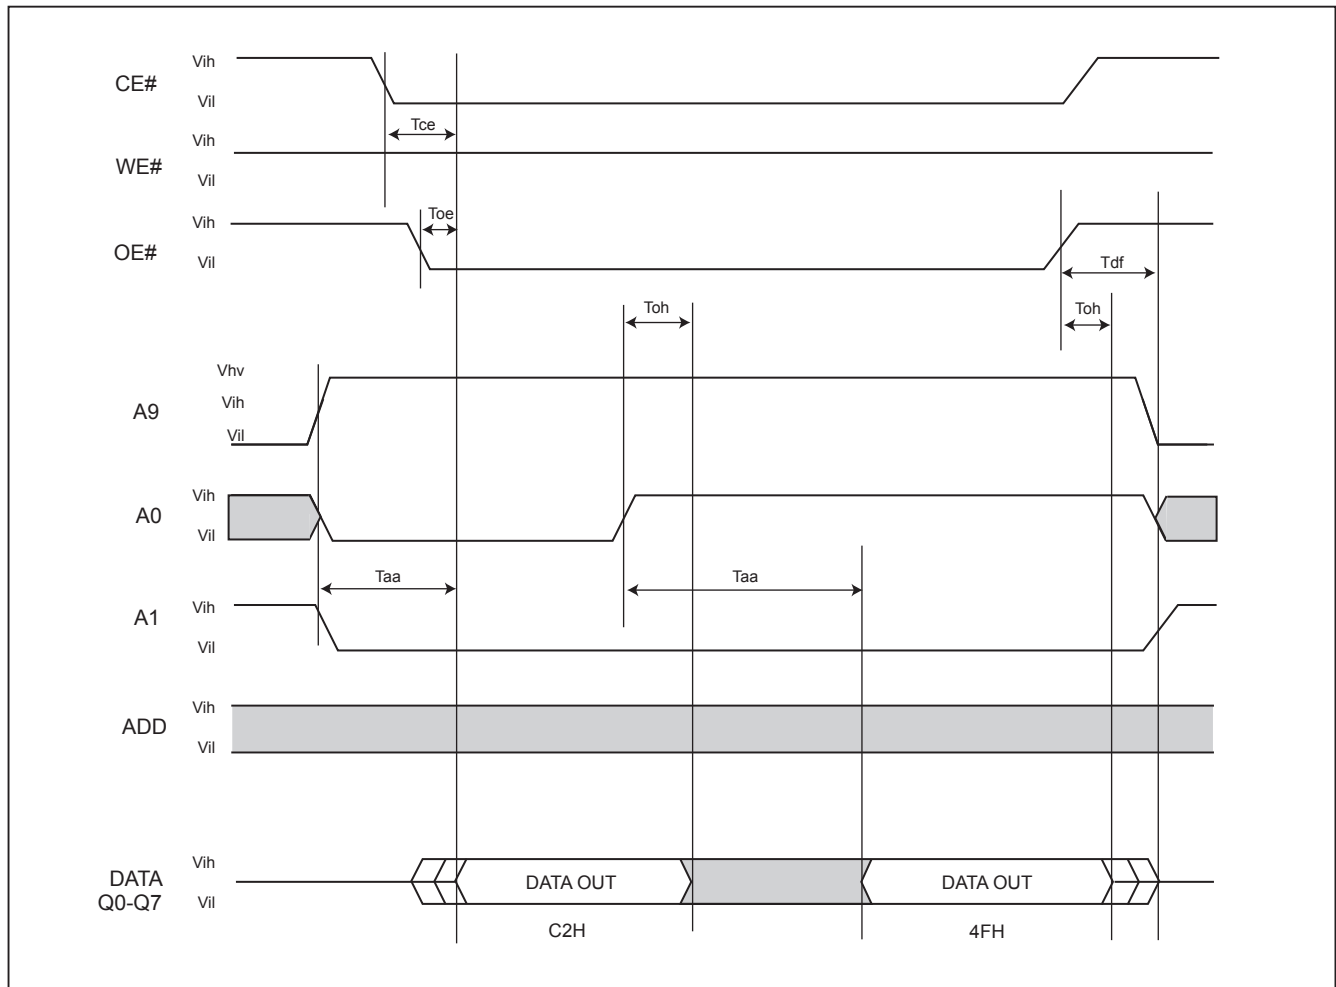 CE#
Vih
Vil
Tce
WE#
Vih
Vil
OE#
Vih
Vil
Toe
Tdf
Toh
Toh
A9
Vhv
Vih
Vil
A0
Vih
Vil
Taa
Taa
A1
Vih
Vil
ADD
Vih
Vil
DATA
Q0-Q7
Vih
Vil
DATA OUT
DATA OUT
C2H
4FH